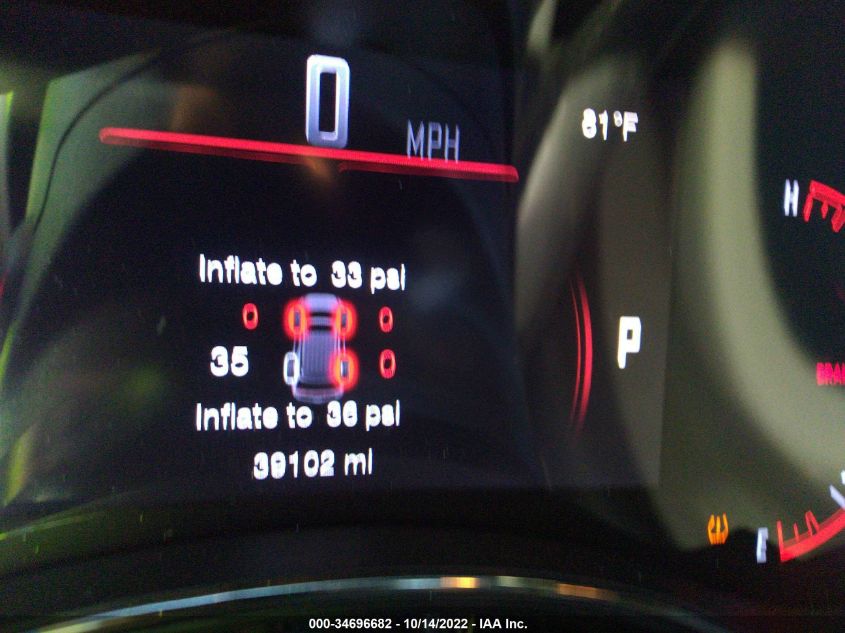 0
MPH
81°F
H
Inflate to 33 psi
0 0
35 0
P
Inflate to 36 psi
39102 mi
E
000-34696682 - 10/14/2022 - IAA Inc.